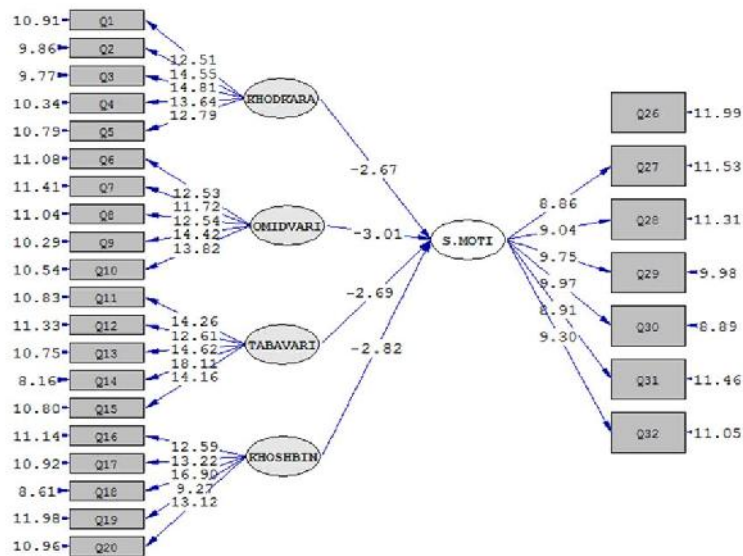 10.91 Q1
9.86 Q2
9.77 Q3
10.34 Q4
10.79 Q5
11.08 Q6
11.41 Q7
11.04 Q8
10.29 Q9
10.54 Q10
10.83 Q11
11.33 Q12
10.75 Q13
8.16 Q14
10.80 Q15
11.14 Q16
10.92 Q17
8.61 Q18
11.98 Q19
10.96 Q20
12.51
14.55
14.81
13.64
12.79
12.53
11.72
12.54
14.42
13.82
14.26
12.61
14.62
18.11
14.16
12.59
13.22
16.90
9.27
13.12
KHODKARA
OMIDVARI
TABAVARI
KHOSHBIN
-2.67
-3.01
-2.69
-2.82
S.MOTI
8.86
9.04
9.75
9.97
8.91
9.30
Q26 11.99
Q27 11.53
Q28 11.31
Q29 9.98
Q30 8.89
Q31 11.46
Q32 11.05